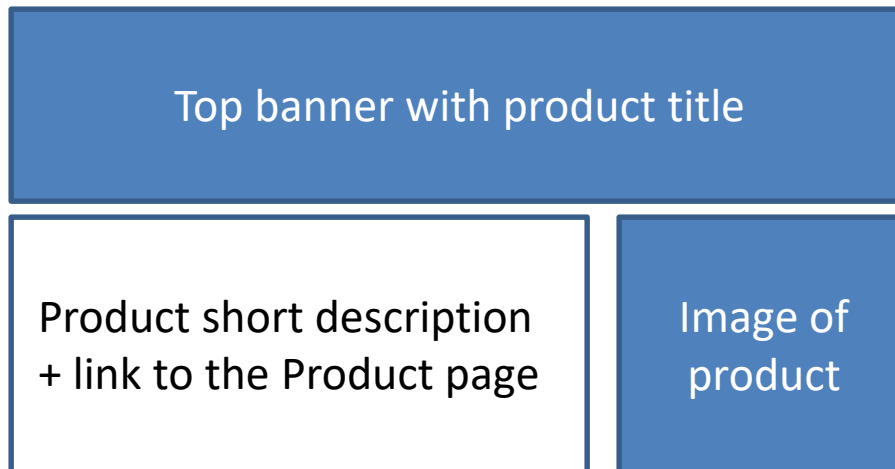 Top banner with product title
Product short description
+ link to the Product page
Image of
product